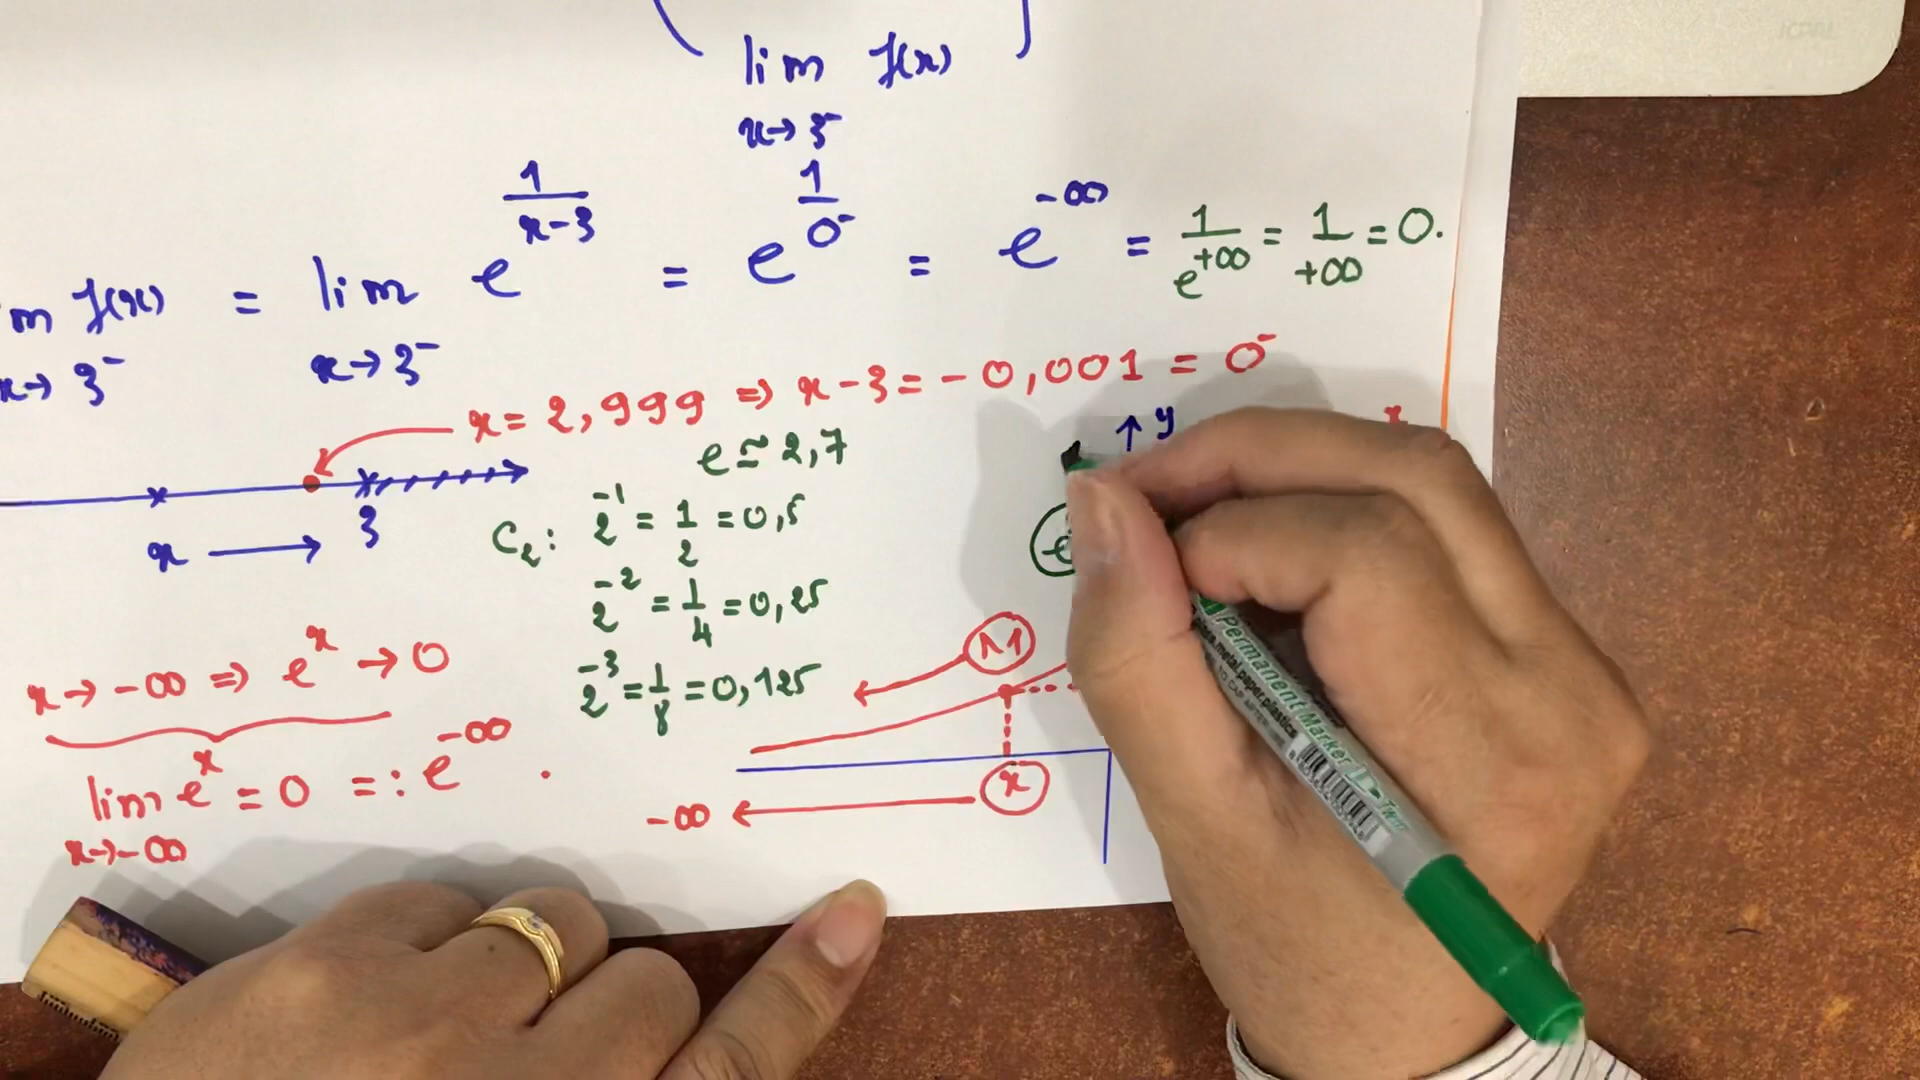 lim f(x)
x→3⁻
lim f(x) = lim e^(1/(x-3)) = e^(1/0⁻) = e^(-∞) = 1/e^(+∞) = 1/+∞ = 0.
x→3⁻ x→3⁻
x = 2,999 ⇒ x-3 = -0,001 = 0⁻
↑ y
e ≃ 2,7
3
x →
C₂: 2⁻¹ = 1/2 = 0,5
2⁻² = 1/4 = 0,25
2⁻³ = 1/8 = 0,125
x→-∞ ⇒ eˣ → 0
lim eˣ = 0 =: e^(-∞).
x→-∞
-∞ ← x
Permanent Marker